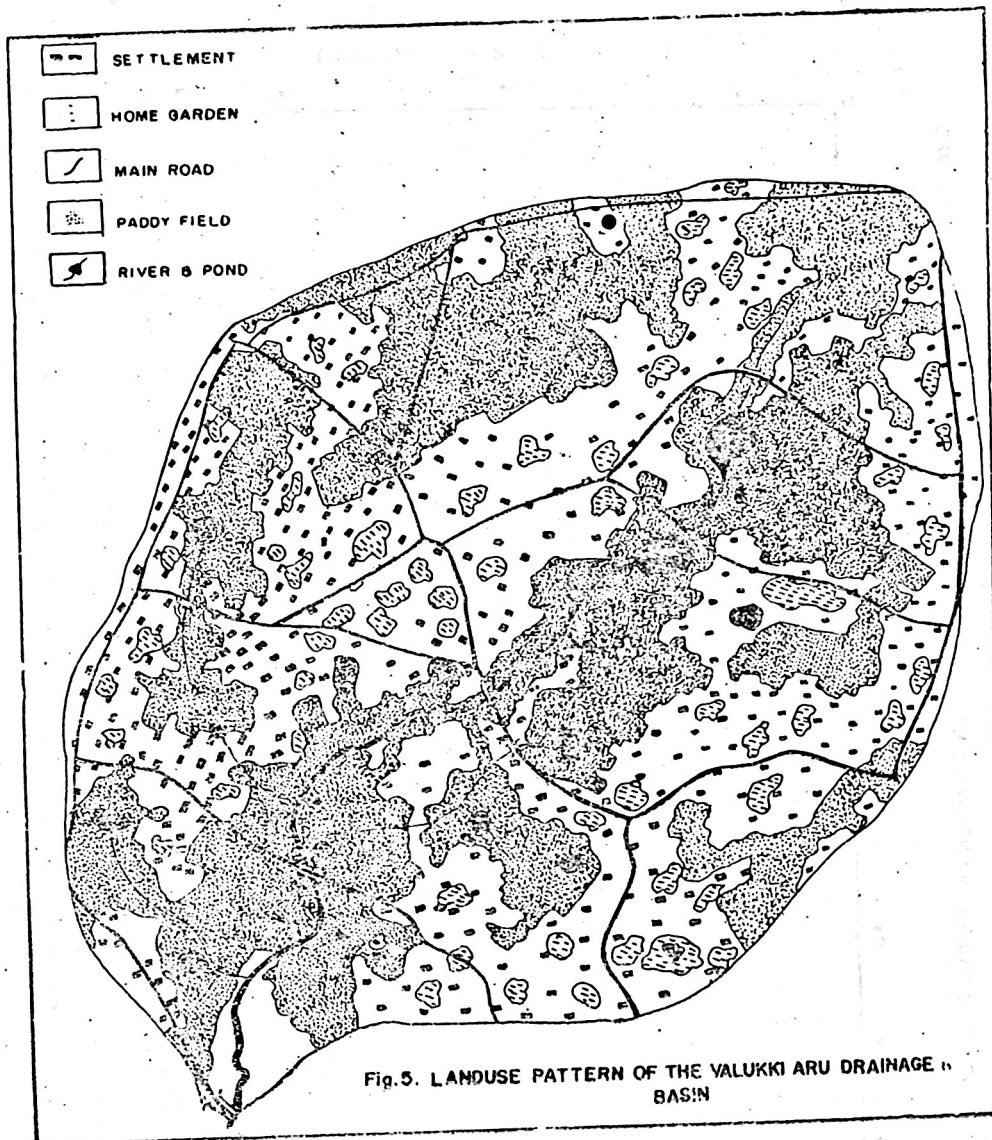 SETTLEMENT
HOME GARDEN
MAIN ROAD
PADDY FIELD
RIVER & POND
Fig.5. LANDUSE PATTERN OF THE VALUKKI ARU DRAINAGE
BASIN